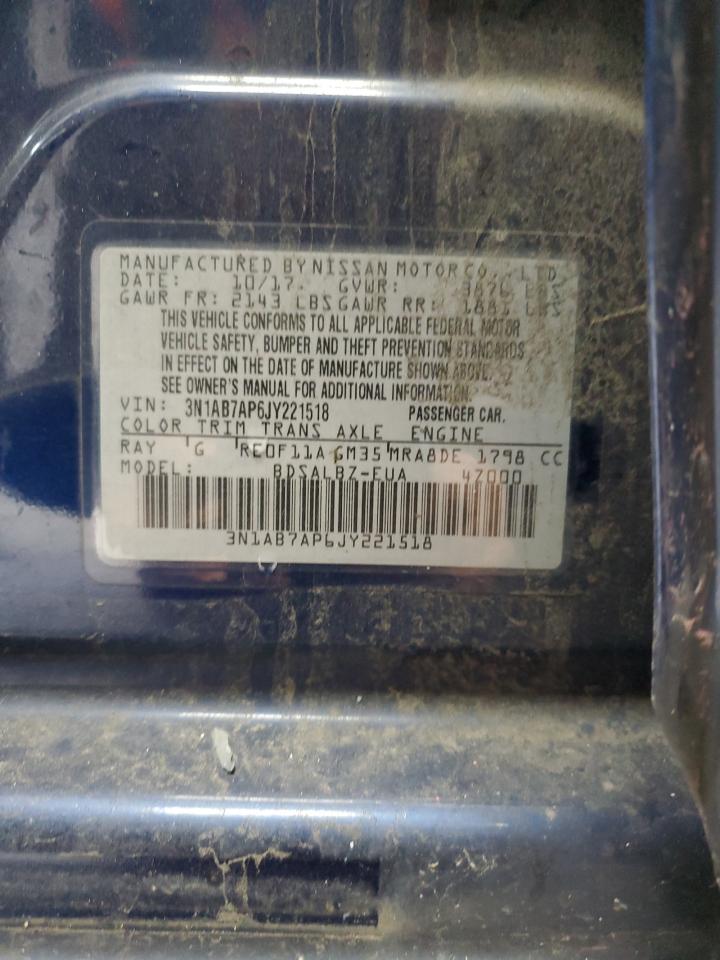 MANUFACTURED BY NISSAN MOTOR CO., LTD
DATE: 10/17. GVWR:
GAWR FR: 2143 LBS GAWR RR:
THIS VEHICLE CONFORMS TO ALL APPLICABLE FEDERAL MOTOR
VEHICLE SAFETY, BUMPER AND THEFT PREVENTION STANDARDS
IN EFFECT ON THE DATE OF MANUFACTURE SHOWN ABOVE.
SEE OWNER'S MANUAL FOR ADDITIONAL INFORMATION.
VIN: 3N1AB7AP6JY221518 PASSENGER CAR.
COLOR TRIM TRANS AXLE ENGINE
RAY G RE0F11A GM35 MRA8DE 1798 CC
MODEL: BDSALBZ-EUA 47000
3N1AB7AP6JY221518